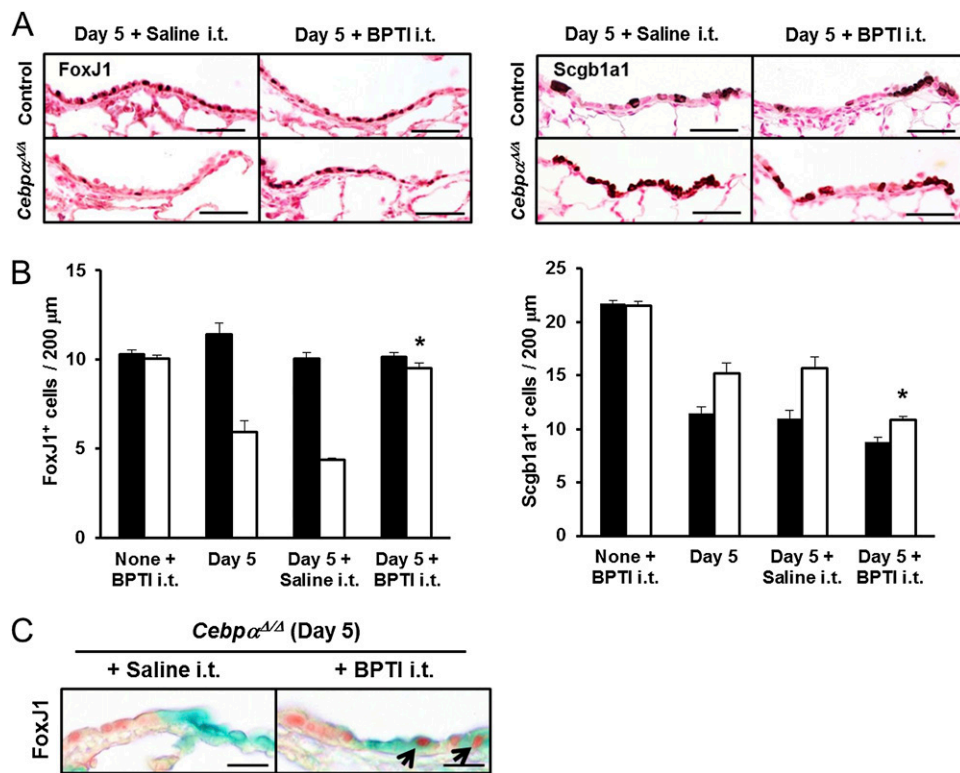 A
Day 5 + Saline i.t.
Day 5 + BPTI i.t.
Day 5 + Saline i.t.
Day 5 + BPTI i.t.
Control
FoxJ1
Control
Scgb1a1
Cebpα^Δ/Δ
Cebpα^Δ/Δ
B
FoxJ1⁺ cells / 200 μm
15
10
5
0
*
None + BPTI i.t.
Day 5
Day 5 + Saline i.t.
Day 5 + BPTI i.t.
Scgb1a1⁺ cells / 200 μm
25
20
15
10
5
0
*
None + BPTI i.t.
Day 5
Day 5 + Saline i.t.
Day 5 + BPTI i.t.
C
Cebpα^Δ/Δ (Day 5)
+ Saline i.t.
+ BPTI i.t.
FoxJ1